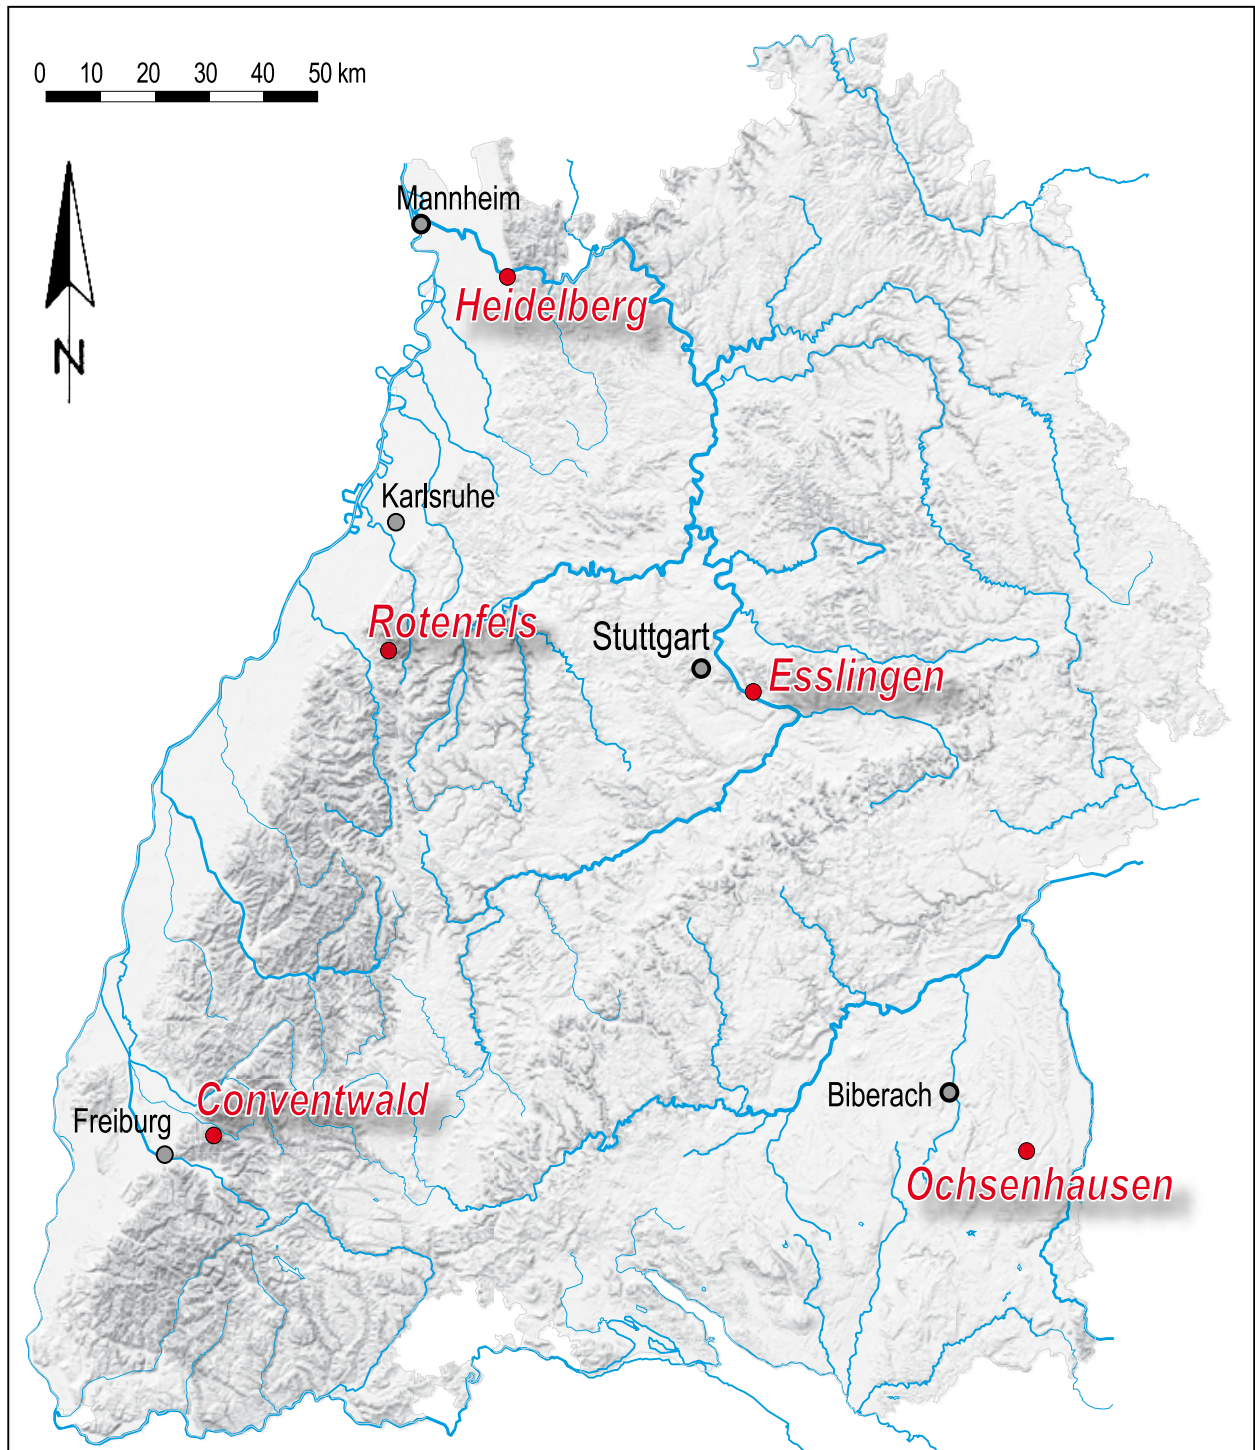 0 10 20 30 40 50 km
N
Mannheim
Heidelberg
Karlsruhe
Rotenfels
Stuttgart
Esslingen
Biberach
Conventwald
Freiburg
Ochsenhausen